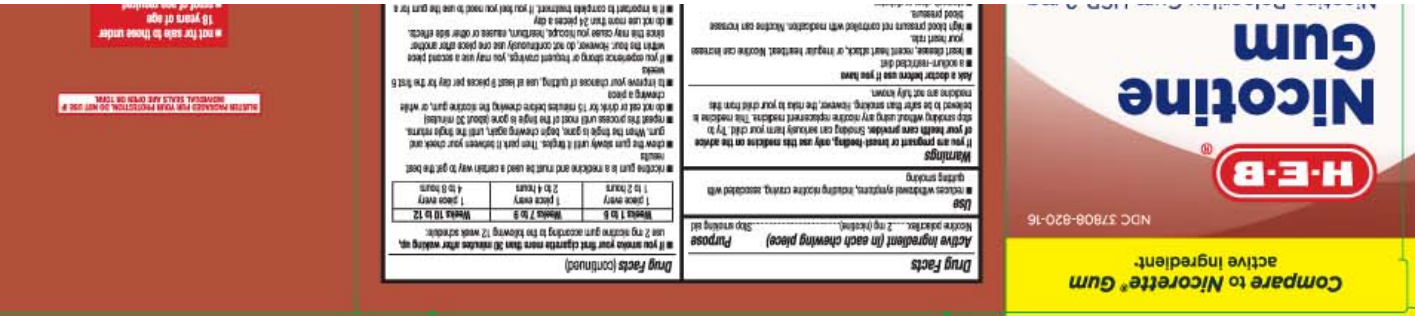 Compare to Nicorette® Gum
active ingredient.
NDC 37808-820-16
H-E-B®
Nicotine
Gum
Drug Facts
Active ingredient (in each chewing piece) Purpose
Nicotine polacrilex.... 2 mg (nicotine)..............................Stop smoking aid
Use
■ reduces withdrawal symptoms, including nicotine craving, associated with
quitting smoking
Warnings
If you are pregnant or breast-feeding, only use this medicine on the advice
of your health care provider. Smoking can seriously harm your child. Try to
stop smoking without using any nicotine replacement medicine. This medicine is
believed to be safer than smoking. However, the risks to your child from this
medicine are not fully known.
Ask a doctor before use if you have
■ a sodium-restricted diet
■ heart disease, recent heart attack, or irregular heartbeat. Nicotine can increase
your heart rate.
■ high blood pressure not controlled with medication. Nicotine can increase
blood pressure.
Drug Facts (continued)
■ if you smoke your first cigarette more than 30 minutes after waking up,
use 2 mg nicotine gum according to the following 12 week schedule:
Weeks 1 to 6 Weeks 7 to 9 Weeks 10 to 12
1 piece every 1 piece every 1 piece every
1 to 2 hours 2 to 4 hours 4 to 8 hours
■ nicotine gum is a medicine and must be used a certain way to get the best
results
■ chew the gum slowly until it tingles. Then park it between your cheek and
gum. When the tingle is gone, begin chewing again, until the tingle returns.
■ repeat this process until most of the tingle is gone (about 30 minutes)
■ do not eat or drink for 15 minutes before chewing the nicotine gum, or while
chewing a piece
■ to improve your chances of quitting, use at least 9 pieces per day for the first 6
weeks
■ if you experience strong or frequent cravings, you may use a second piece
within the hour. However, do not continuously use one piece after another
since this may cause you hiccups, heartburn, nausea or other side effects.
■ do not use more than 24 pieces a day
■ it is important to complete treatment. If you feel you need to use the gum for a
BLISTER PACKAGED FOR YOUR PROTECTION. DO NOT USE IF
INDIVIDUAL SEALS ARE OPEN OR TORN.
■ not for sale to those under
18 years of age
■ proof of age required